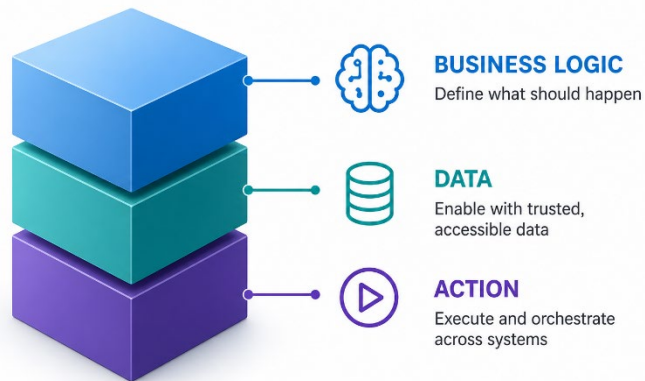 BUSINESS LOGIC
Define what should happen
DATA
Enable with trusted,
accessible data
ACTION
Execute and orchestrate
across systems